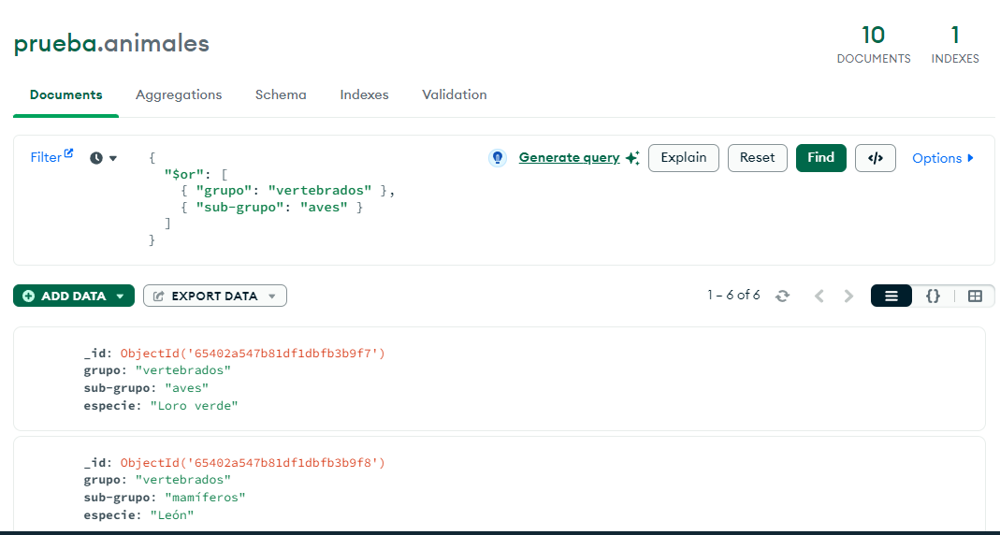 prueba.animales
10
DOCUMENTS
1
INDEXES
Documents
Aggregations
Schema
Indexes
Validation
Filter
{
"$or": [
{ "grupo": "vertebrados" },
{ "sub-grupo": "aves" }
]
}
Generate query
Explain
Reset
Find
</>
Options
ADD DATA
EXPORT DATA
1 – 6 of 6
{}
_id: ObjectId('65402a547b81df1dbfb3b9f7')
grupo: "vertebrados"
sub-grupo: "aves"
especie: "Loro verde"
_id: ObjectId('65402a547b81df1dbfb3b9f8')
grupo: "vertebrados"
sub-grupo: "mamíferos"
especie: "León"